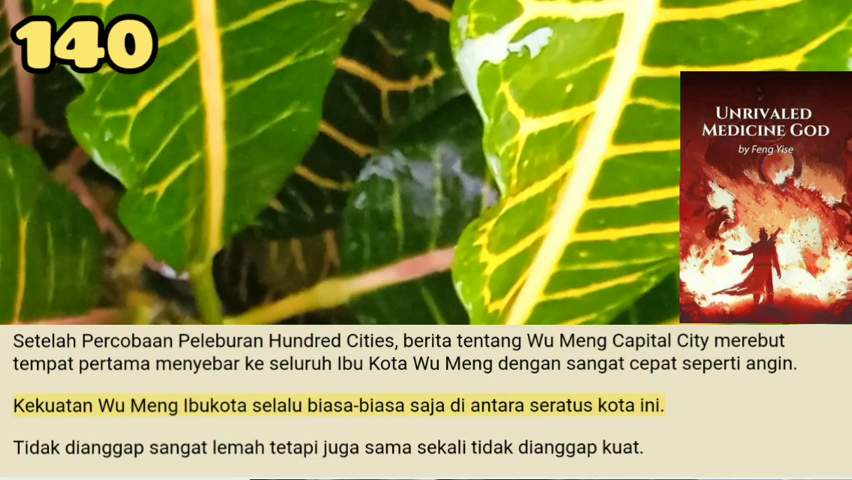 140
UNRIVALED
MEDICINE GOD
by Feng Yise
Setelah Percobaan Peleburan Hundred Cities, berita tentang Wu Meng Capital City merebut
tempat pertama menyebar ke seluruh Ibu Kota Wu Meng dengan sangat cepat seperti angin.
Kekuatan Wu Meng Ibukota selalu biasa-biasa saja di antara seratus kota ini.
Tidak dianggap sangat lemah tetapi juga sama sekali tidak dianggap kuat.